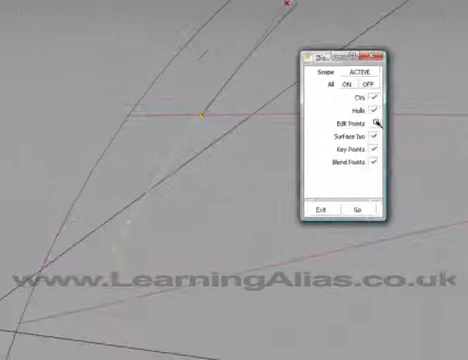 Scope ACTIVE
All ON OFF
CVs
Hulls
Edit Points
Surface Iso
Key Points
Blend Points
Exit Go
www.LearningAlias.co.uk